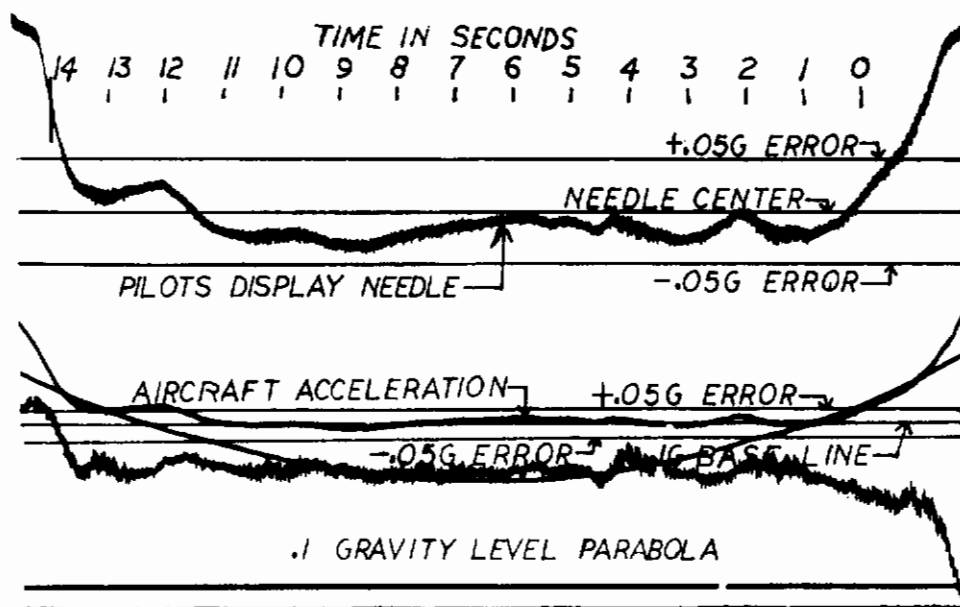 TIME IN SECONDS
14 13 12 11 10 9 8 7 6 5 4 3 2 1 0
+.05G ERROR
NEEDLE CENTER
PILOTS DISPLAY NEEDLE
-.05G ERROR
AIRCRAFT ACCELERATION
+.05G ERROR
-.05G ERROR
1G BASE LINE
.1 GRAVITY LEVEL PARABOLA